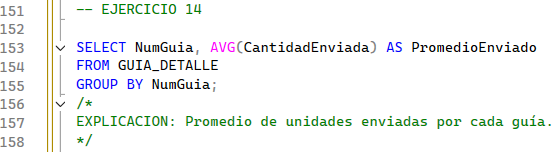 151 -- EJERCICIO 14
152
153 SELECT NumGuia, AVG(CantidadEnviada) AS PromedioEnviado
154 FROM GUIA_DETALLE
155 GROUP BY NumGuia;
156 /*
157 EXPLICACION: Promedio de unidades enviadas por cada guía.
158 */